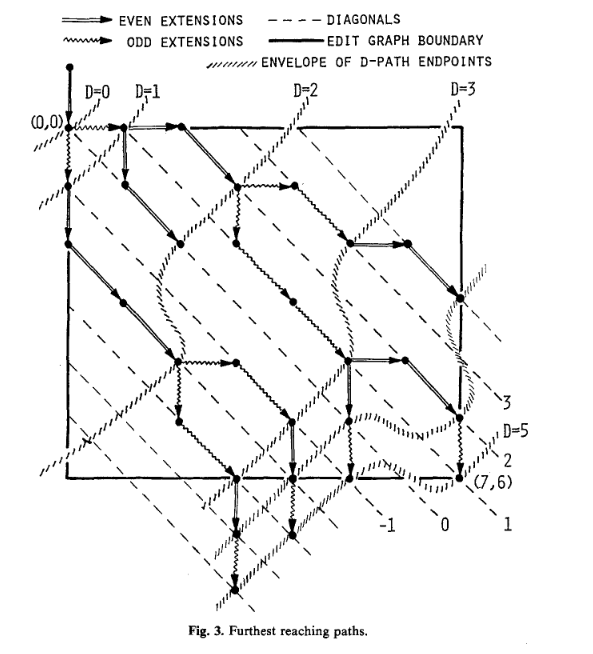 EVEN EXTENSIONS
DIAGONALS
ODD EXTENSIONS
EDIT GRAPH BOUNDARY
ENVELOPE OF D-PATH ENDPOINTS
D=0
D=1
D=2
D=3
(0,0)
3
D=5
2
(7,6)
-1
0
1
Fig. 3. Furthest reaching paths.